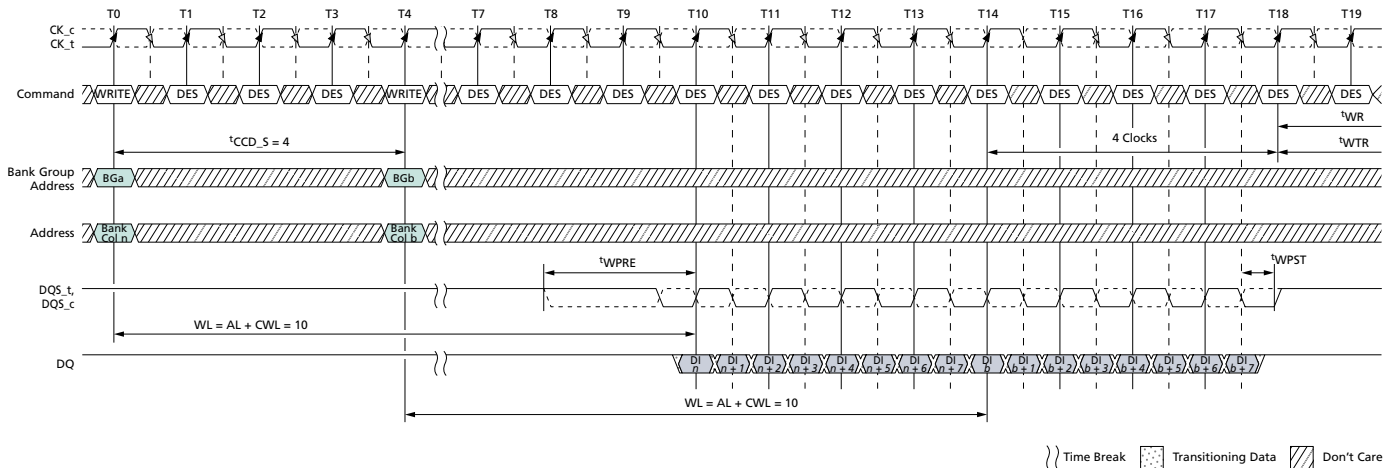 T0 T1 T2 T3 T4 T7 T8 T9 T10 T11 T12 T13 T14 T15 T16 T17 T18 T19
CK_c
CK_t
Command WRITE DES DES DES WRITE DES DES DES DES DES DES DES DES DES DES DES DES DES
tWR
tCCD_S = 4 4 Clocks tWTR
Bank Group
Address BGa BGb
Address Bank
Col n Bank
Col b
tWPRE tWPST
DQS_t,
DQS_c
WL = AL + CWL = 10
DQ DI
n DI
n + 1 DI
n + 2 DI
n + 3 DI
n + 4 DI
n + 5 DI
n + 6 DI
n + 7 DI
b DI
b + 1 DI
b + 2 DI
b + 3 DI
b + 4 DI
b + 5 DI
b + 6 DI
b + 7
WL = AL + CWL = 10
Time Break Transitioning Data Don't Care